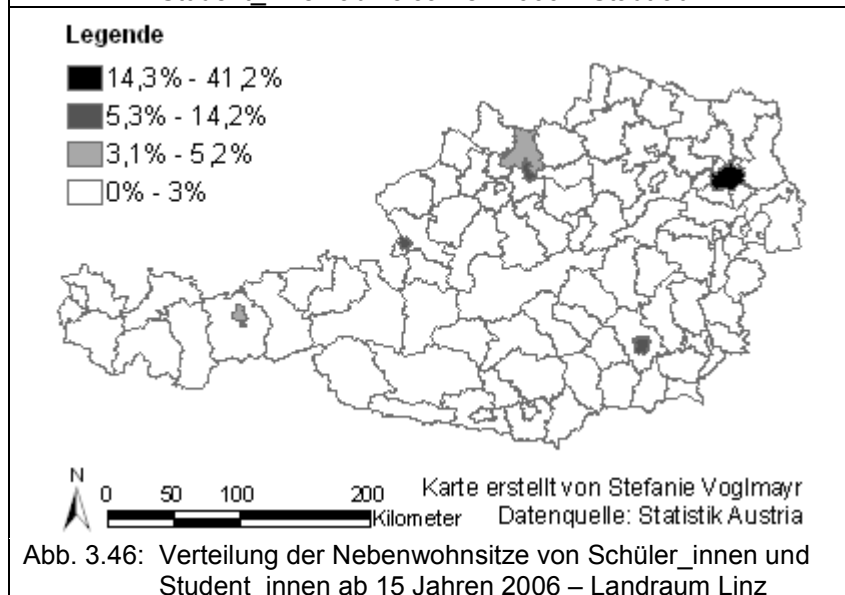 Legende
14,3% - 41,2%
5,3% - 14,2%
3,1% - 5,2%
0% - 3%
N
0 50 100 200
Kilometer
Karte erstellt von Stefanie Voglmayr
Datenquelle: Statistik Austria
Abb. 3.46: Verteilung der Nebenwohnsitze von Schüler_innen und
Student_innen ab 15 Jahren 2006 – Landraum Linz